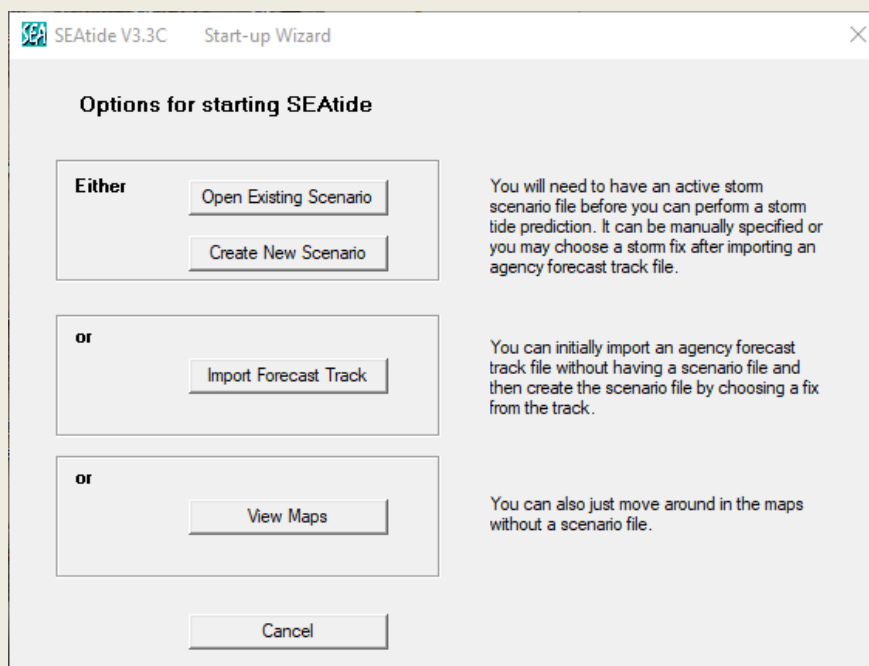 SEA SEAtide V3.3C Start-up Wizard
Options for starting SEAtide
Either
Open Existing Scenario
Create New Scenario
You will need to have an active storm
scenario file before you can perform a storm
tide prediction. It can be manually specified or
you may choose a storm fix after importing an
agency forecast track file.
or
Import Forecast Track
You can initially import an agency forecast
track file without having a scenario file and
then create the scenario file by choosing a fix
from the track.
or
View Maps
You can also just move around in the maps
without a scenario file.
Cancel